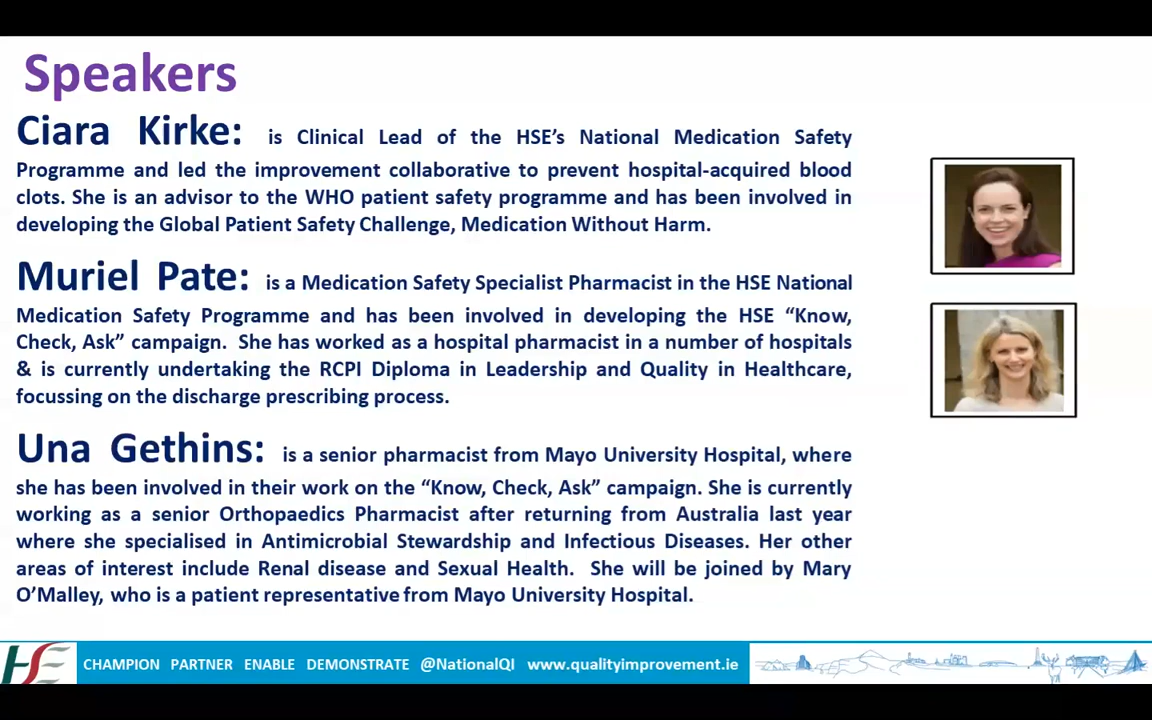 Speakers
Ciara Kirke: is Clinical Lead of the HSE’s National Medication Safety
Programme and led the improvement collaborative to prevent hospital-acquired blood
clots. She is an advisor to the WHO patient safety programme and has been involved in
developing the Global Patient Safety Challenge, Medication Without Harm.
Muriel Pate: is a Medication Safety Specialist Pharmacist in the HSE National
Medication Safety Programme and has been involved in developing the HSE “Know,
Check, Ask” campaign. She has worked as a hospital pharmacist in a number of hospitals
& is currently undertaking the RCPI Diploma in Leadership and Quality in Healthcare,
focussing on the discharge prescribing process.
Una Gethins: is a senior pharmacist from Mayo University Hospital, where
she has been involved in their work on the “Know, Check, Ask” campaign. She is currently
working as a senior Orthopaedics Pharmacist after returning from Australia last year
where she specialised in Antimicrobial Stewardship and Infectious Diseases. Her other
areas of interest include Renal disease and Sexual Health. She will be joined by Mary
O’Malley, who is a patient representative from Mayo University Hospital.
HSE CHAMPION PARTNER ENABLE DEMONSTRATE @NationalQI www.qualityimprovement.ie